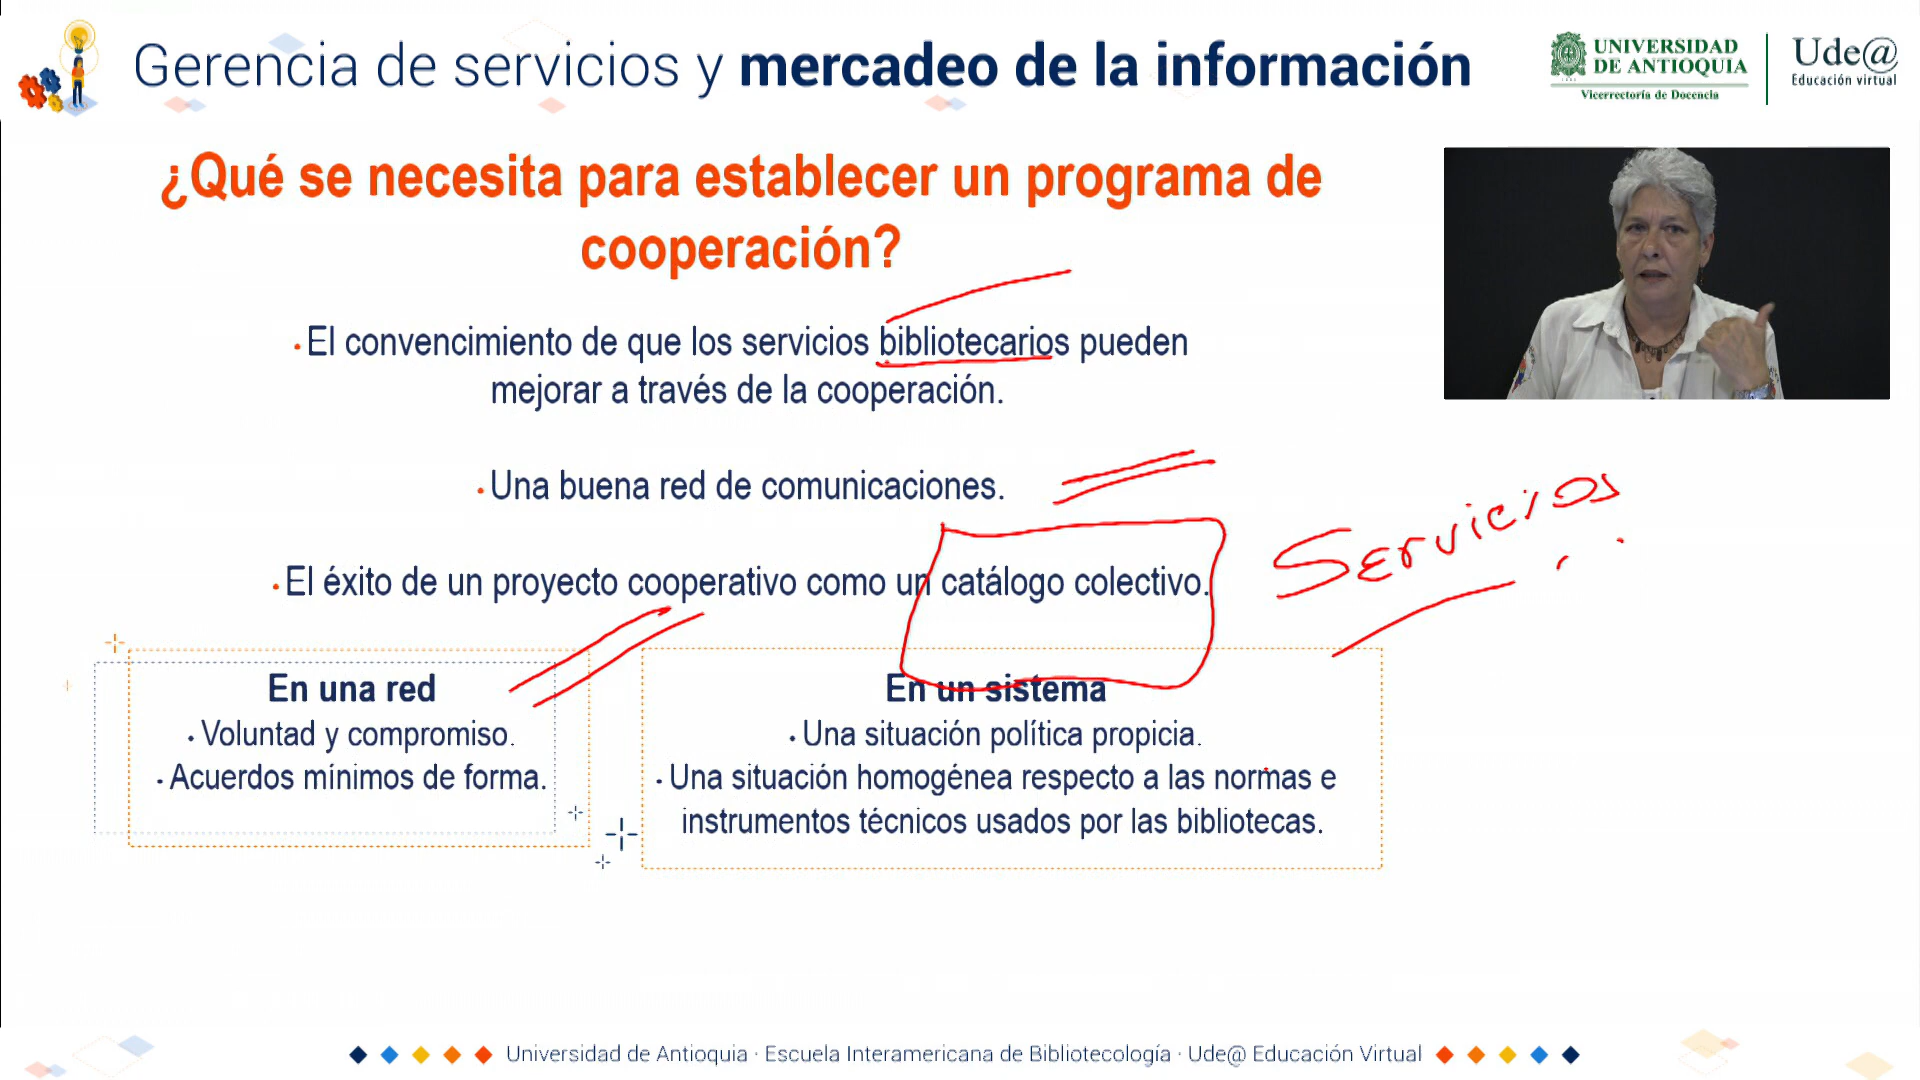 Gerencia de servicios y mercadeo de la información
UNIVERSIDAD
DE ANTIOQUIA
Vicerrectoría de Docencia
Ude@
Educación virtual
¿Qué se necesita para establecer un programa de
cooperación?
• El convencimiento de que los servicios bibliotecarios pueden
mejorar a través de la cooperación.
• Una buena red de comunicaciones.
Servicios
• El éxito de un proyecto cooperativo como un catálogo colectivo.
En una red
• Voluntad y compromiso.
• Acuerdos mínimos de forma.
En un sistema
• Una situación política propicia.
• Una situación homogénea respecto a las normas e
instrumentos técnicos usados por las bibliotecas.
Universidad de Antioquia · Escuela Interamericana de Bibliotecología · Ude@ Educación Virtual